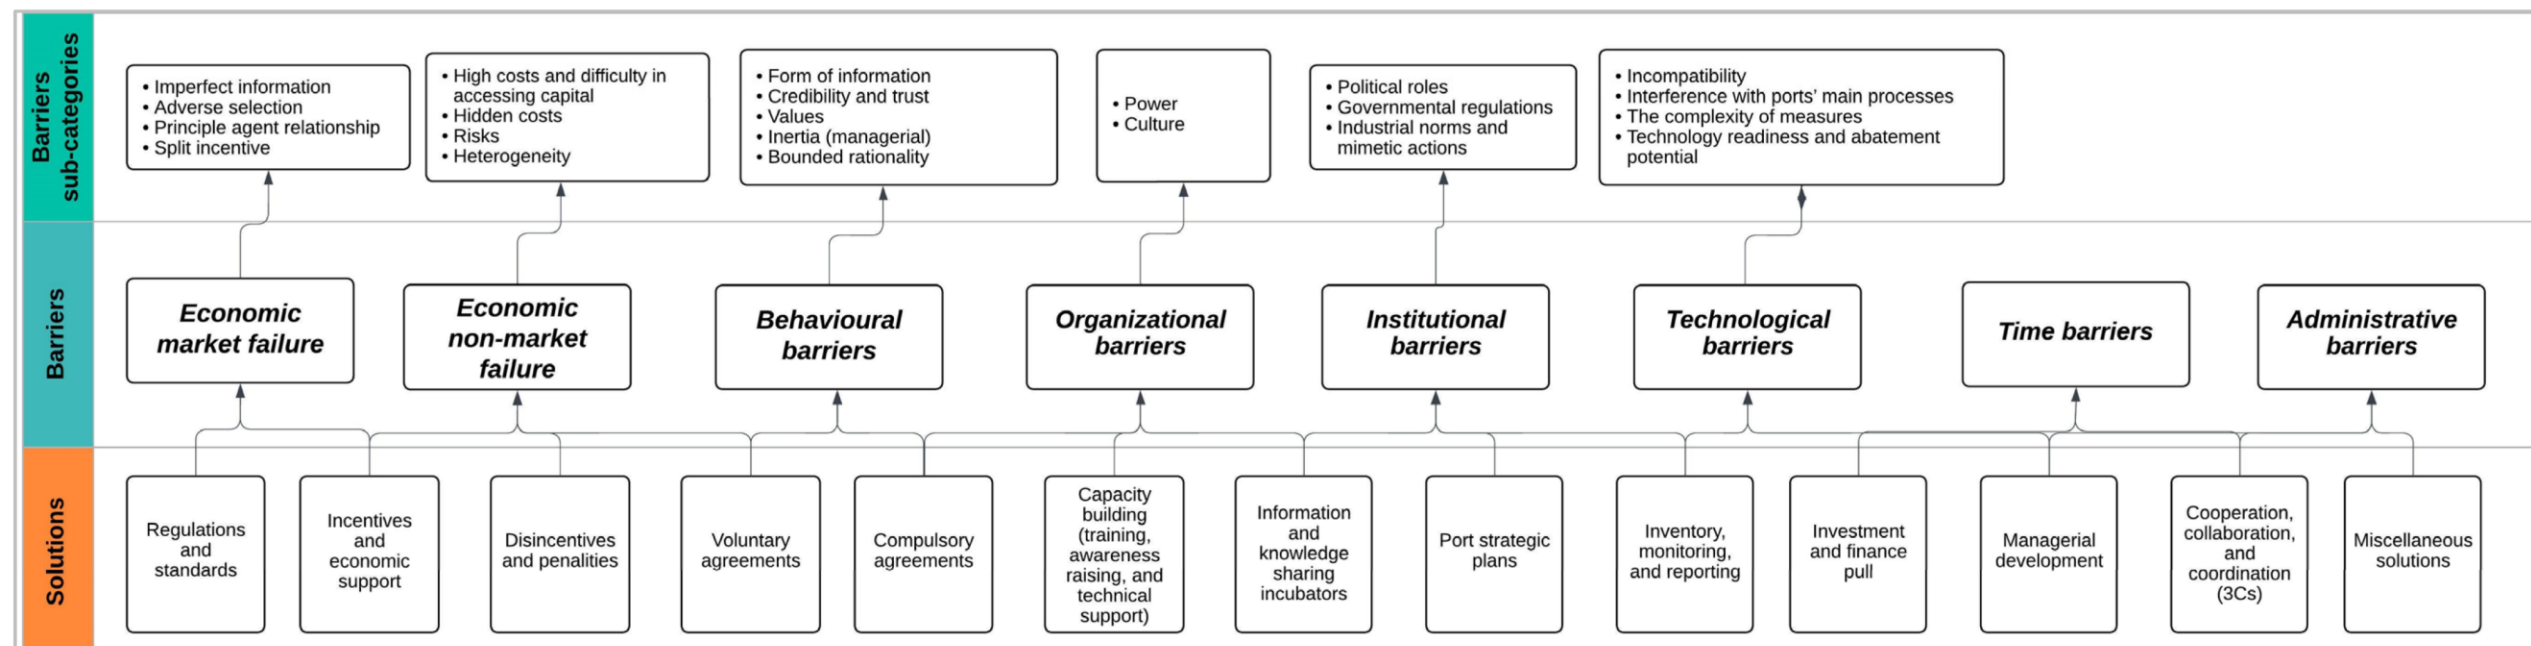 Barriers
sub-categories
• Imperfect information
• Adverse selection
• Principle agent relationship
• Split incentive
• High costs and difficulty in
accessing capital
• Hidden costs
• Risks
• Heterogeneity
• Form of information
• Credibility and trust
• Values
• Inertia (managerial)
• Bounded rationality
• Power
• Culture
• Political roles
• Governmental regulations
• Industrial norms and
mimetic actions
• Incompatibility
• Interference with ports' main processes
• The complexity of measures
• Technology readiness and abatement
potential
Barriers
Economic
market failure
Economic
non-market
failure
Behavioural
barriers
Organizational
barriers
Institutional
barriers
Technological
barriers
Time barriers
Administrative
barriers
Solutions
Regulations
and
standards
Incentives
and
economic
support
Disincentives
and penalities
Voluntary
agreements
Compulsory
agreements
Capacity
building
(training,
awareness
raising, and
technical
support)
Information
and
knowledge
sharing
incubators
Port strategic
plans
Inventory,
monitoring,
and reporting
Investment
and finance
pull
Managerial
development
Cooperation,
collaboration,
and
coordination
(3Cs)
Miscellaneous
solutions